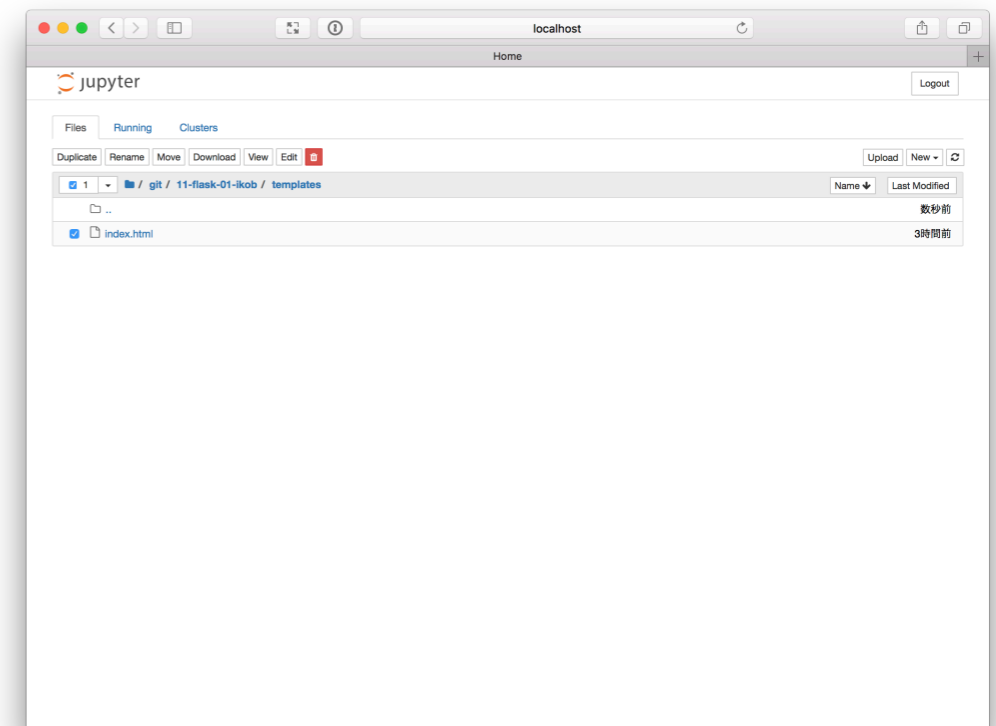 localhost
Home
jupyter
Logout
Files Running Clusters
Duplicate Rename Move Download View Edit Upload New
1 / git / 11-flask-01-ikob / templates Name Last Modified
.. 数秒前
index.html 3時間前